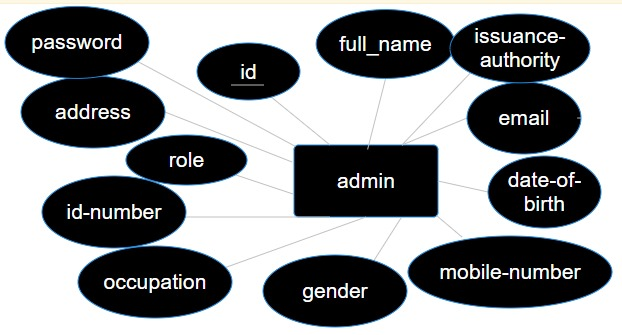 password
id
full_name
issuance-
authority
address
email
role
admin
date-of-
birth
id-number
occupation
gender
mobile-number